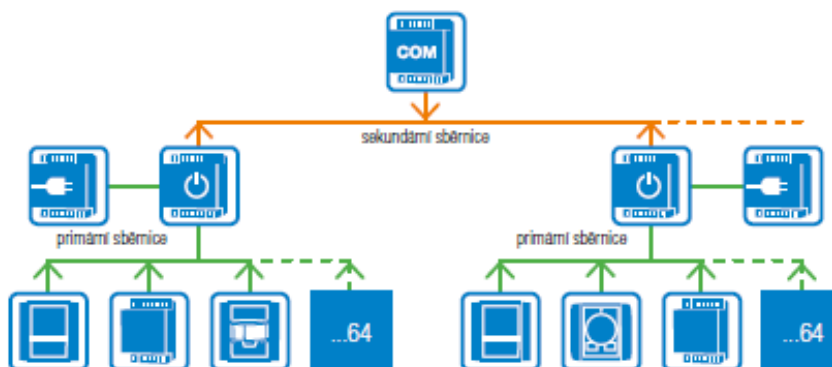 COM
sekundární sběrnice
primární sběrnice
primární sběrnice
...64
...64